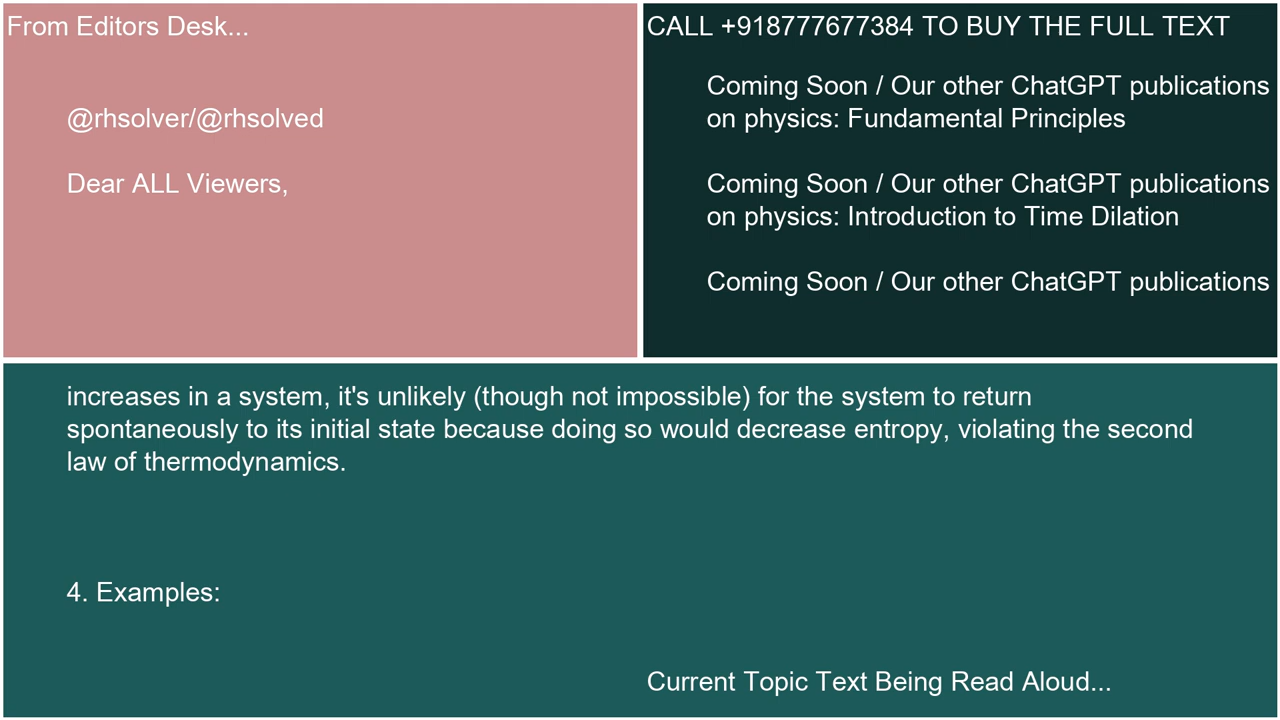 From Editors Desk...
@rhsolver/@rhsolved
Dear ALL Viewers,
CALL +918777677384 TO BUY THE FULL TEXT
Coming Soon / Our other ChatGPT publications
on physics: Fundamental Principles
Coming Soon / Our other ChatGPT publications
on physics: Introduction to Time Dilation
Coming Soon / Our other ChatGPT publications
increases in a system, it's unlikely (though not impossible) for the system to return
spontaneously to its initial state because doing so would decrease entropy, violating the second
law of thermodynamics.
4. Examples:
Current Topic Text Being Read Aloud...